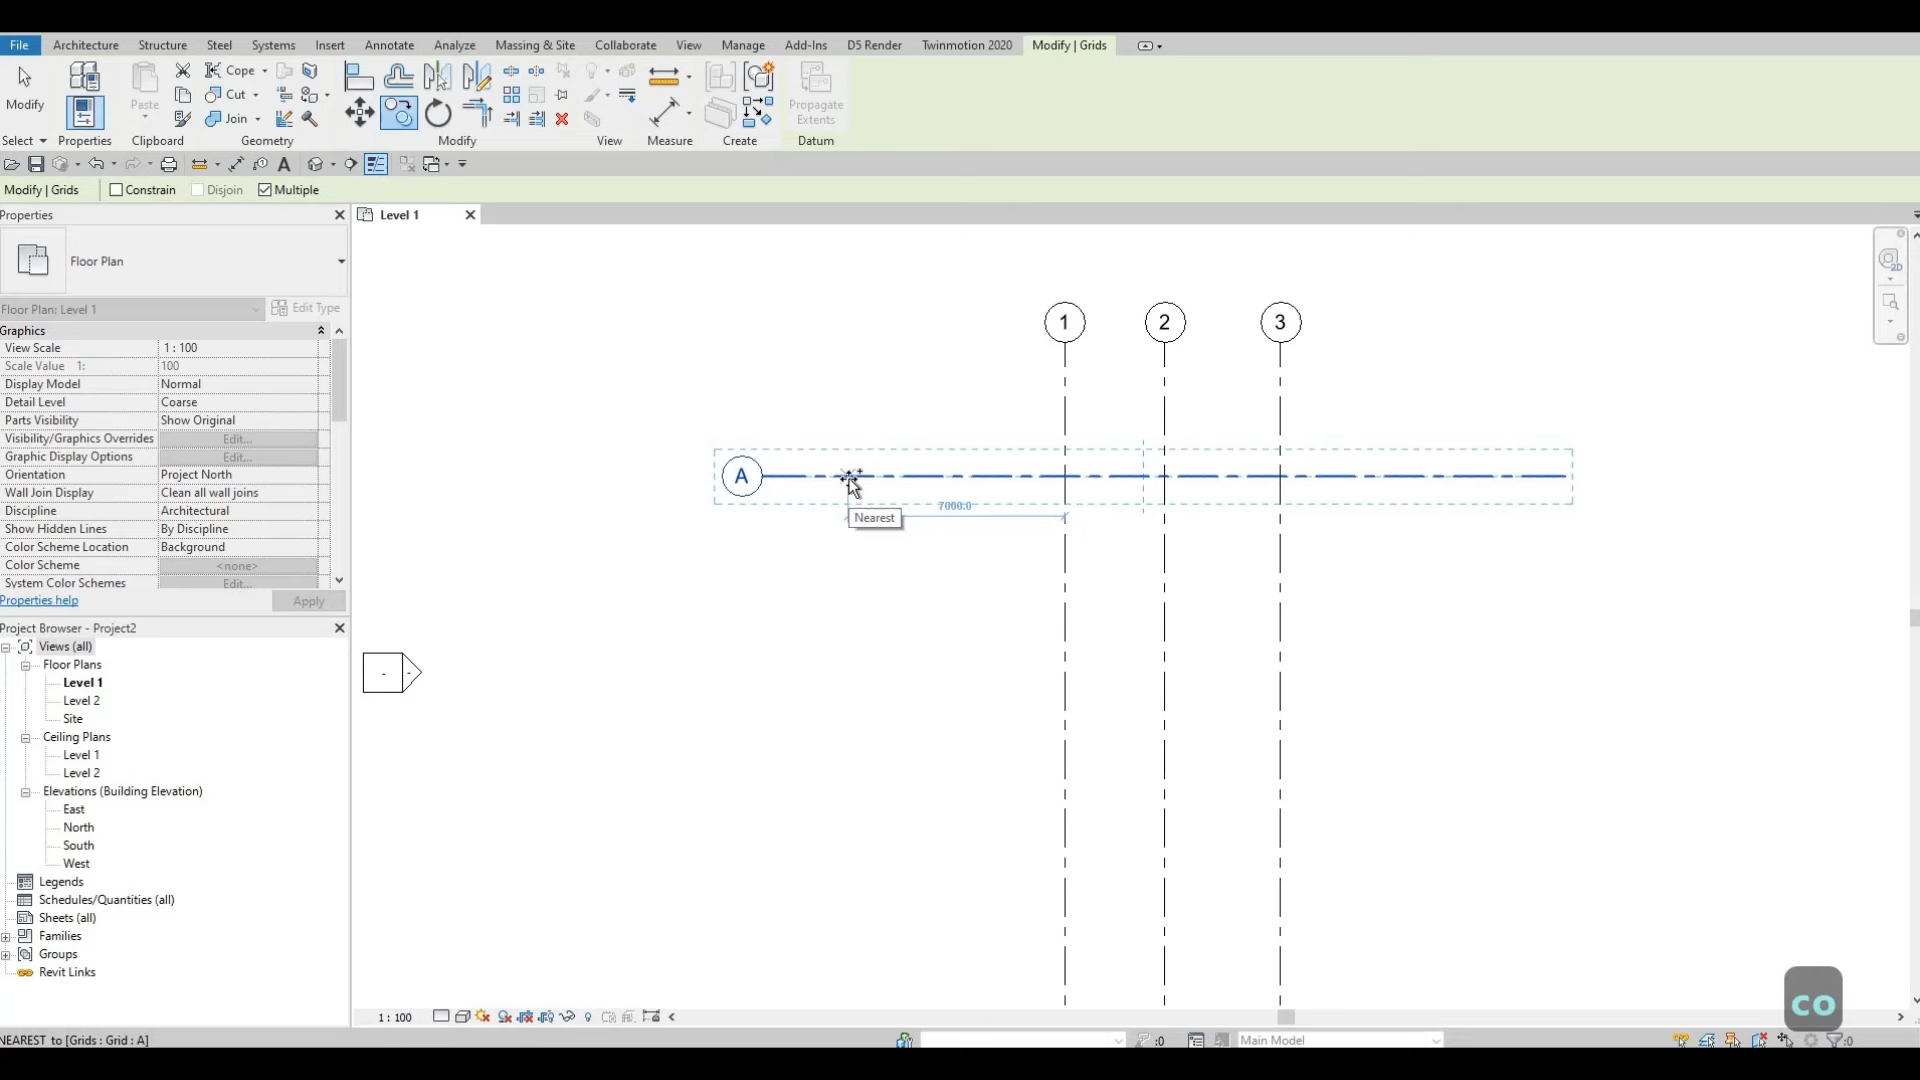 File Architecture Structure Steel Systems Insert Annotate Analyze Massing & Site Collaborate View Manage Add-Ins D5 Render Twinmotion 2020 Modify | Grids
Modify Paste Cope Cut Join Propagate Extents
Select Properties Clipboard Geometry Modify View Measure Create Datum
Modify | Grids Constrain Disjoin Multiple
Properties
Floor Plan
Floor Plan: Level 1 Edit Type
Graphics
View Scale 1 : 100
Scale Value 1: 100
Display Model Normal
Detail Level Coarse
Parts Visibility Show Original
Visibility/Graphics Overrides Edit...
Graphic Display Options Edit...
Orientation Project North
Wall Join Display Clean all wall joins
Discipline Architectural
Show Hidden Lines By Discipline
Color Scheme Location Background
Color Scheme <none>
System Color Schemes Edit...
Properties help Apply
Project Browser - Project2
Views (all)
Floor Plans
Level 1
Level 2
Site
Ceiling Plans
Level 1
Level 2
Elevations (Building Elevation)
East
North
South
West
Legends
Schedules/Quantities (all)
Sheets (all)
Families
Groups
Revit Links
Level 1
1 2 3
A
7000.0
Nearest
2D
co
1 : 100
NEAREST to [Grids : Grid : A] :0 Main Model :0